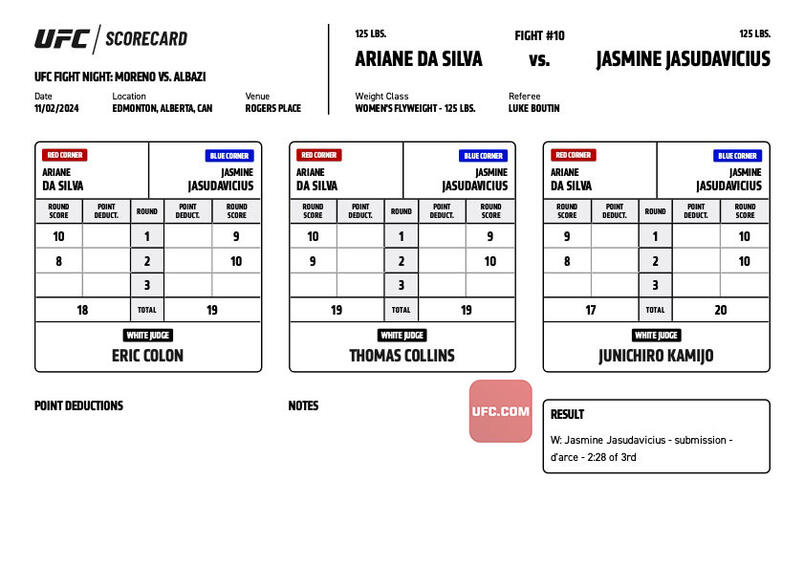 UFC / SCORECARD
UFC FIGHT NIGHT: MORENO VS. ALBAZI
Date Location Venue
11/02/2024 EDMONTON, ALBERTA, CAN ROGERS PLACE
125 LBS. FIGHT #10 125 LBS.
ARIANE DA SILVA vs. JASMINE JASUDAVICIUS
Weight Class Referee
WOMEN'S FLYWEIGHT - 125 LBS. LUKE BOUTIN
RED CORNER BLUE CORNER
ARIANE JASMINE
DA SILVA JASUDAVICIUS
ROUND POINT ROUND POINT ROUND
SCORE DEDUCT. DEDUCT. SCORE
10 1 9
8 2 10
3
18 TOTAL 19
WHITE JUDGE
ERIC COLON
RED CORNER BLUE CORNER
ARIANE JASMINE
DA SILVA JASUDAVICIUS
ROUND POINT ROUND POINT ROUND
SCORE DEDUCT. DEDUCT. SCORE
10 1 9
9 2 10
3
19 TOTAL 19
WHITE JUDGE
THOMAS COLLINS
RED CORNER BLUE CORNER
ARIANE JASMINE
DA SILVA JASUDAVICIUS
ROUND POINT ROUND POINT ROUND
SCORE DEDUCT. DEDUCT. SCORE
9 1 10
8 2 10
3
17 TOTAL 20
WHITE JUDGE
JUNICHIRO KAMIJO
POINT DEDUCTIONS
NOTES
UFC.COM
RESULT
W: Jasmine Jasudavicius - submission -
d'arce - 2:28 of 3rd